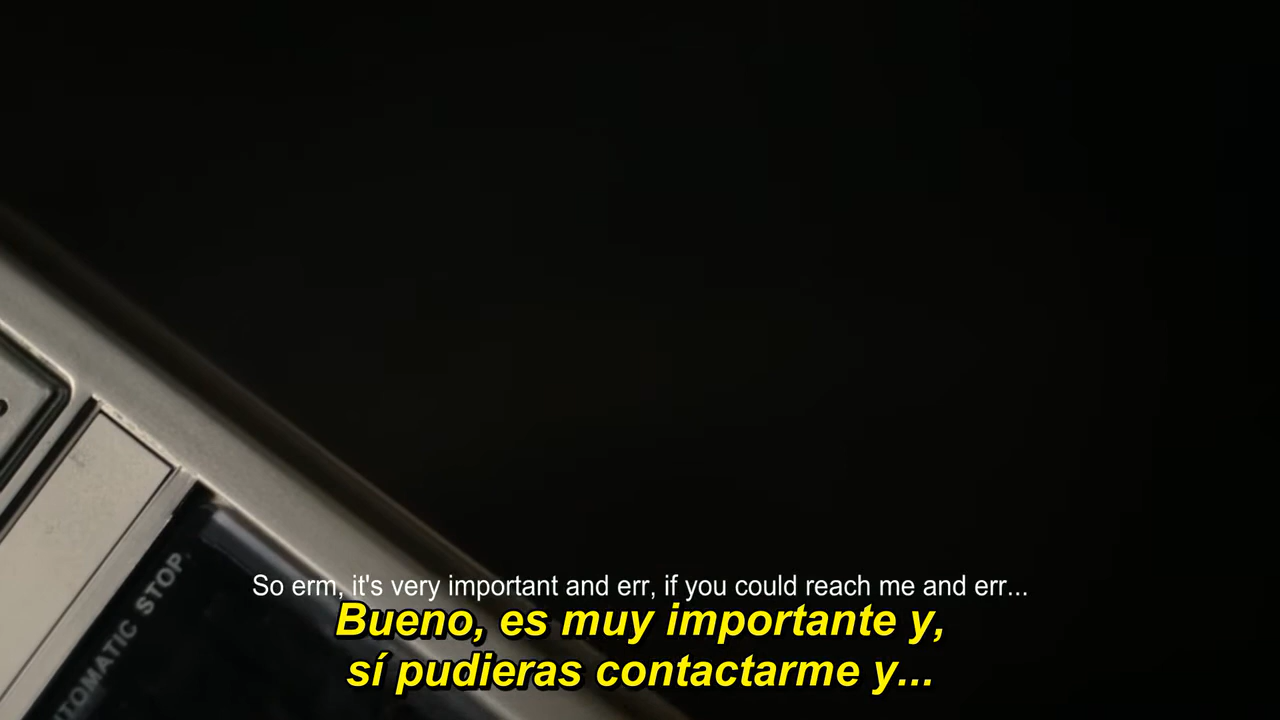 So erm, it's very important and err, if you could reach me and err...
Bueno, es muy importante y,
sí pudieras contactarme y...
AUTOMATIC STOP